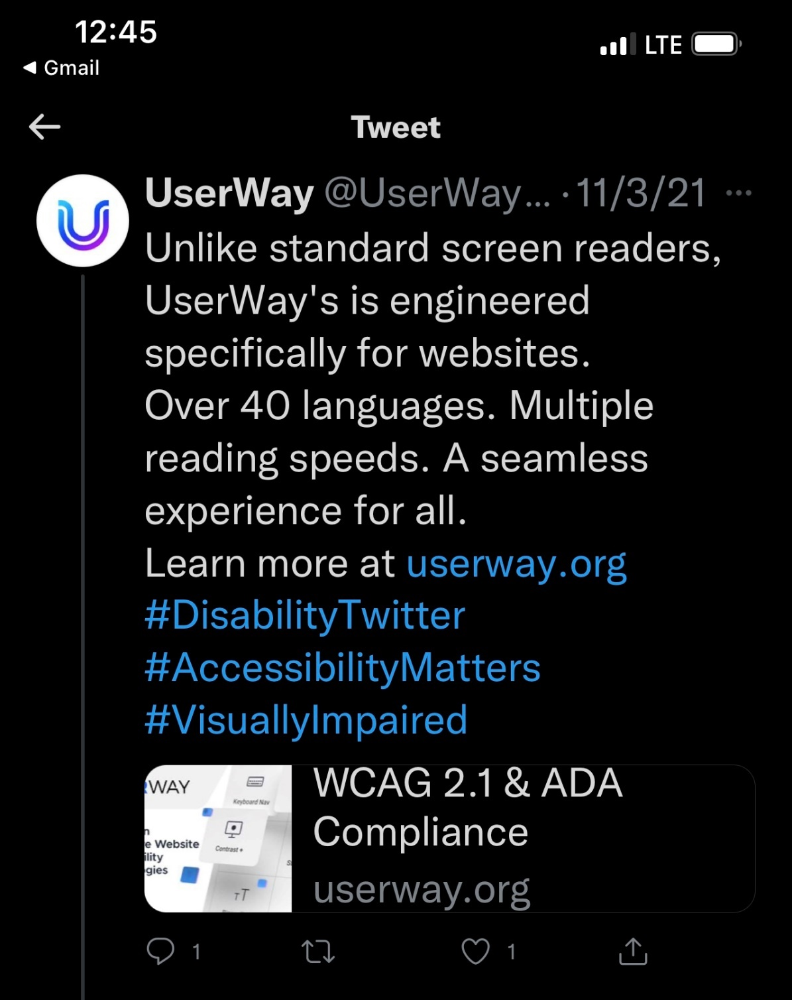 12:45
LTE
◀ Gmail
Tweet
UserWay @UserWay... · 11/3/21 ...
Unlike standard screen readers,
UserWay's is engineered
specifically for websites.
Over 40 languages. Multiple
reading speeds. A seamless
experience for all.
Learn more at userway.org
#DisabilityTwitter
#AccessibilityMatters
#VisuallyImpaired
WAY
Keyboard Nav
Contrast +
e Website
ility
gies
TT
WCAG 2.1 & ADA
Compliance
userway.org
1
1